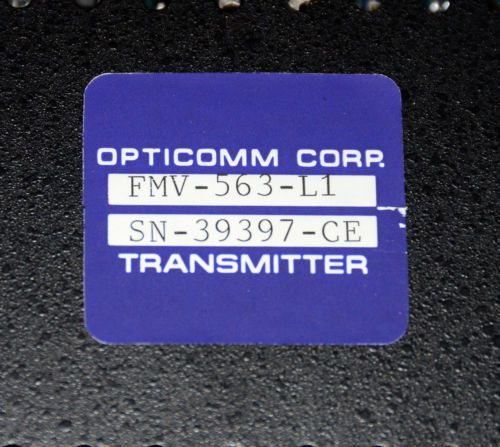 OPTICOMM CORP.
FMV-563-L1
SN-39397-CE
TRANSMITTER